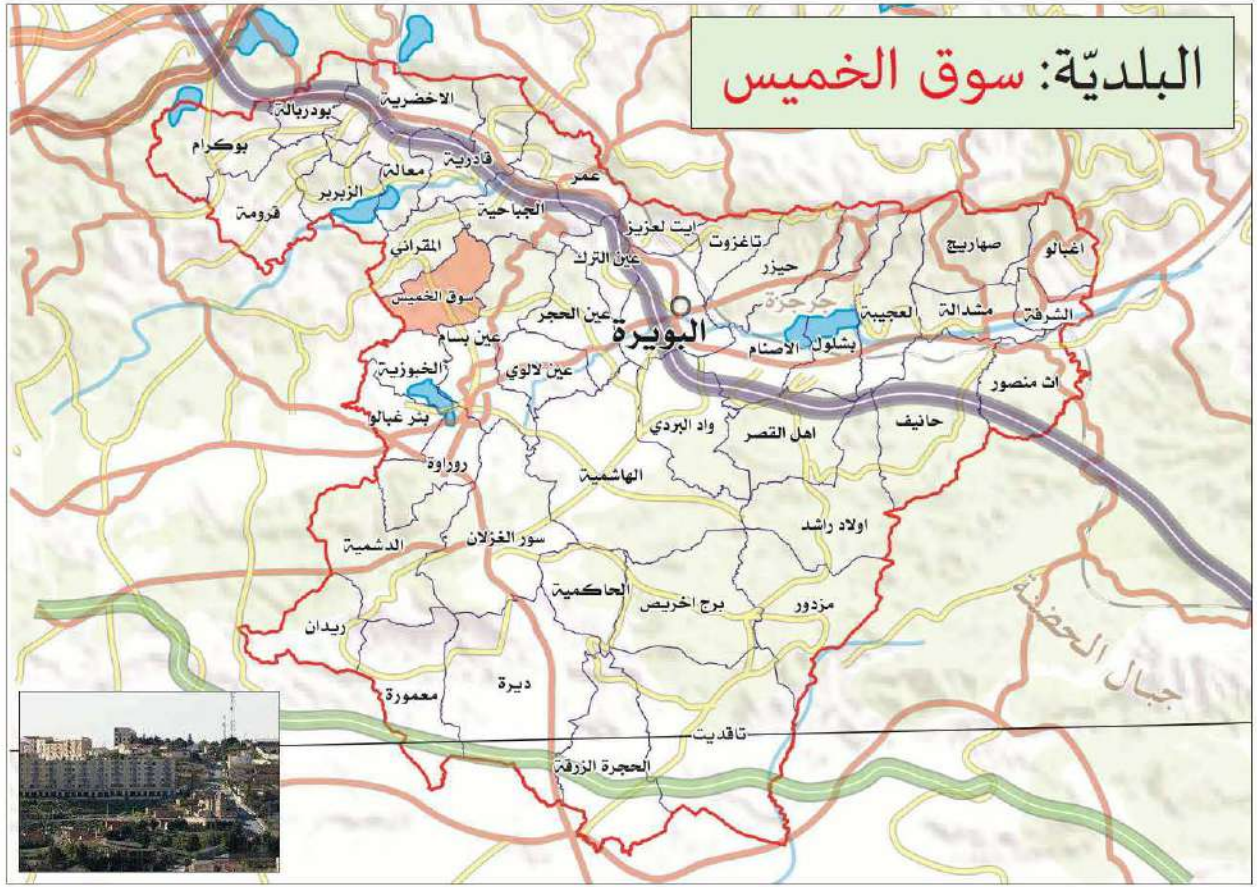 البلديّة: سوق الخميس
الاخضرية
بودربالة
بوكرام
قادرية
معالة
الزبربر
قرومة
عمر
الجباحية
ايت لعزيز
تاغزوت
حيزر
صهاريج
اغبالو
المقراني
عين الترك
سوق الخميس
عين الحجر
جرجرة
العجيبة
مشدالة
الشرفة
البويرة
عين بسام
الاصنام
بشلول
الخبوزية
عين لالوي
اث منصور
بئر غبالو
واد البردي
اهل القصر
حانيف
روراوة
الهاشمية
الدشمية
سور الغزلان
اولاد راشد
الحاكمية
برج اخريص
مزدور
ريدان
جبال الحضنة
معمورة
ديرة
تاقديت
الحجرة الزرقة